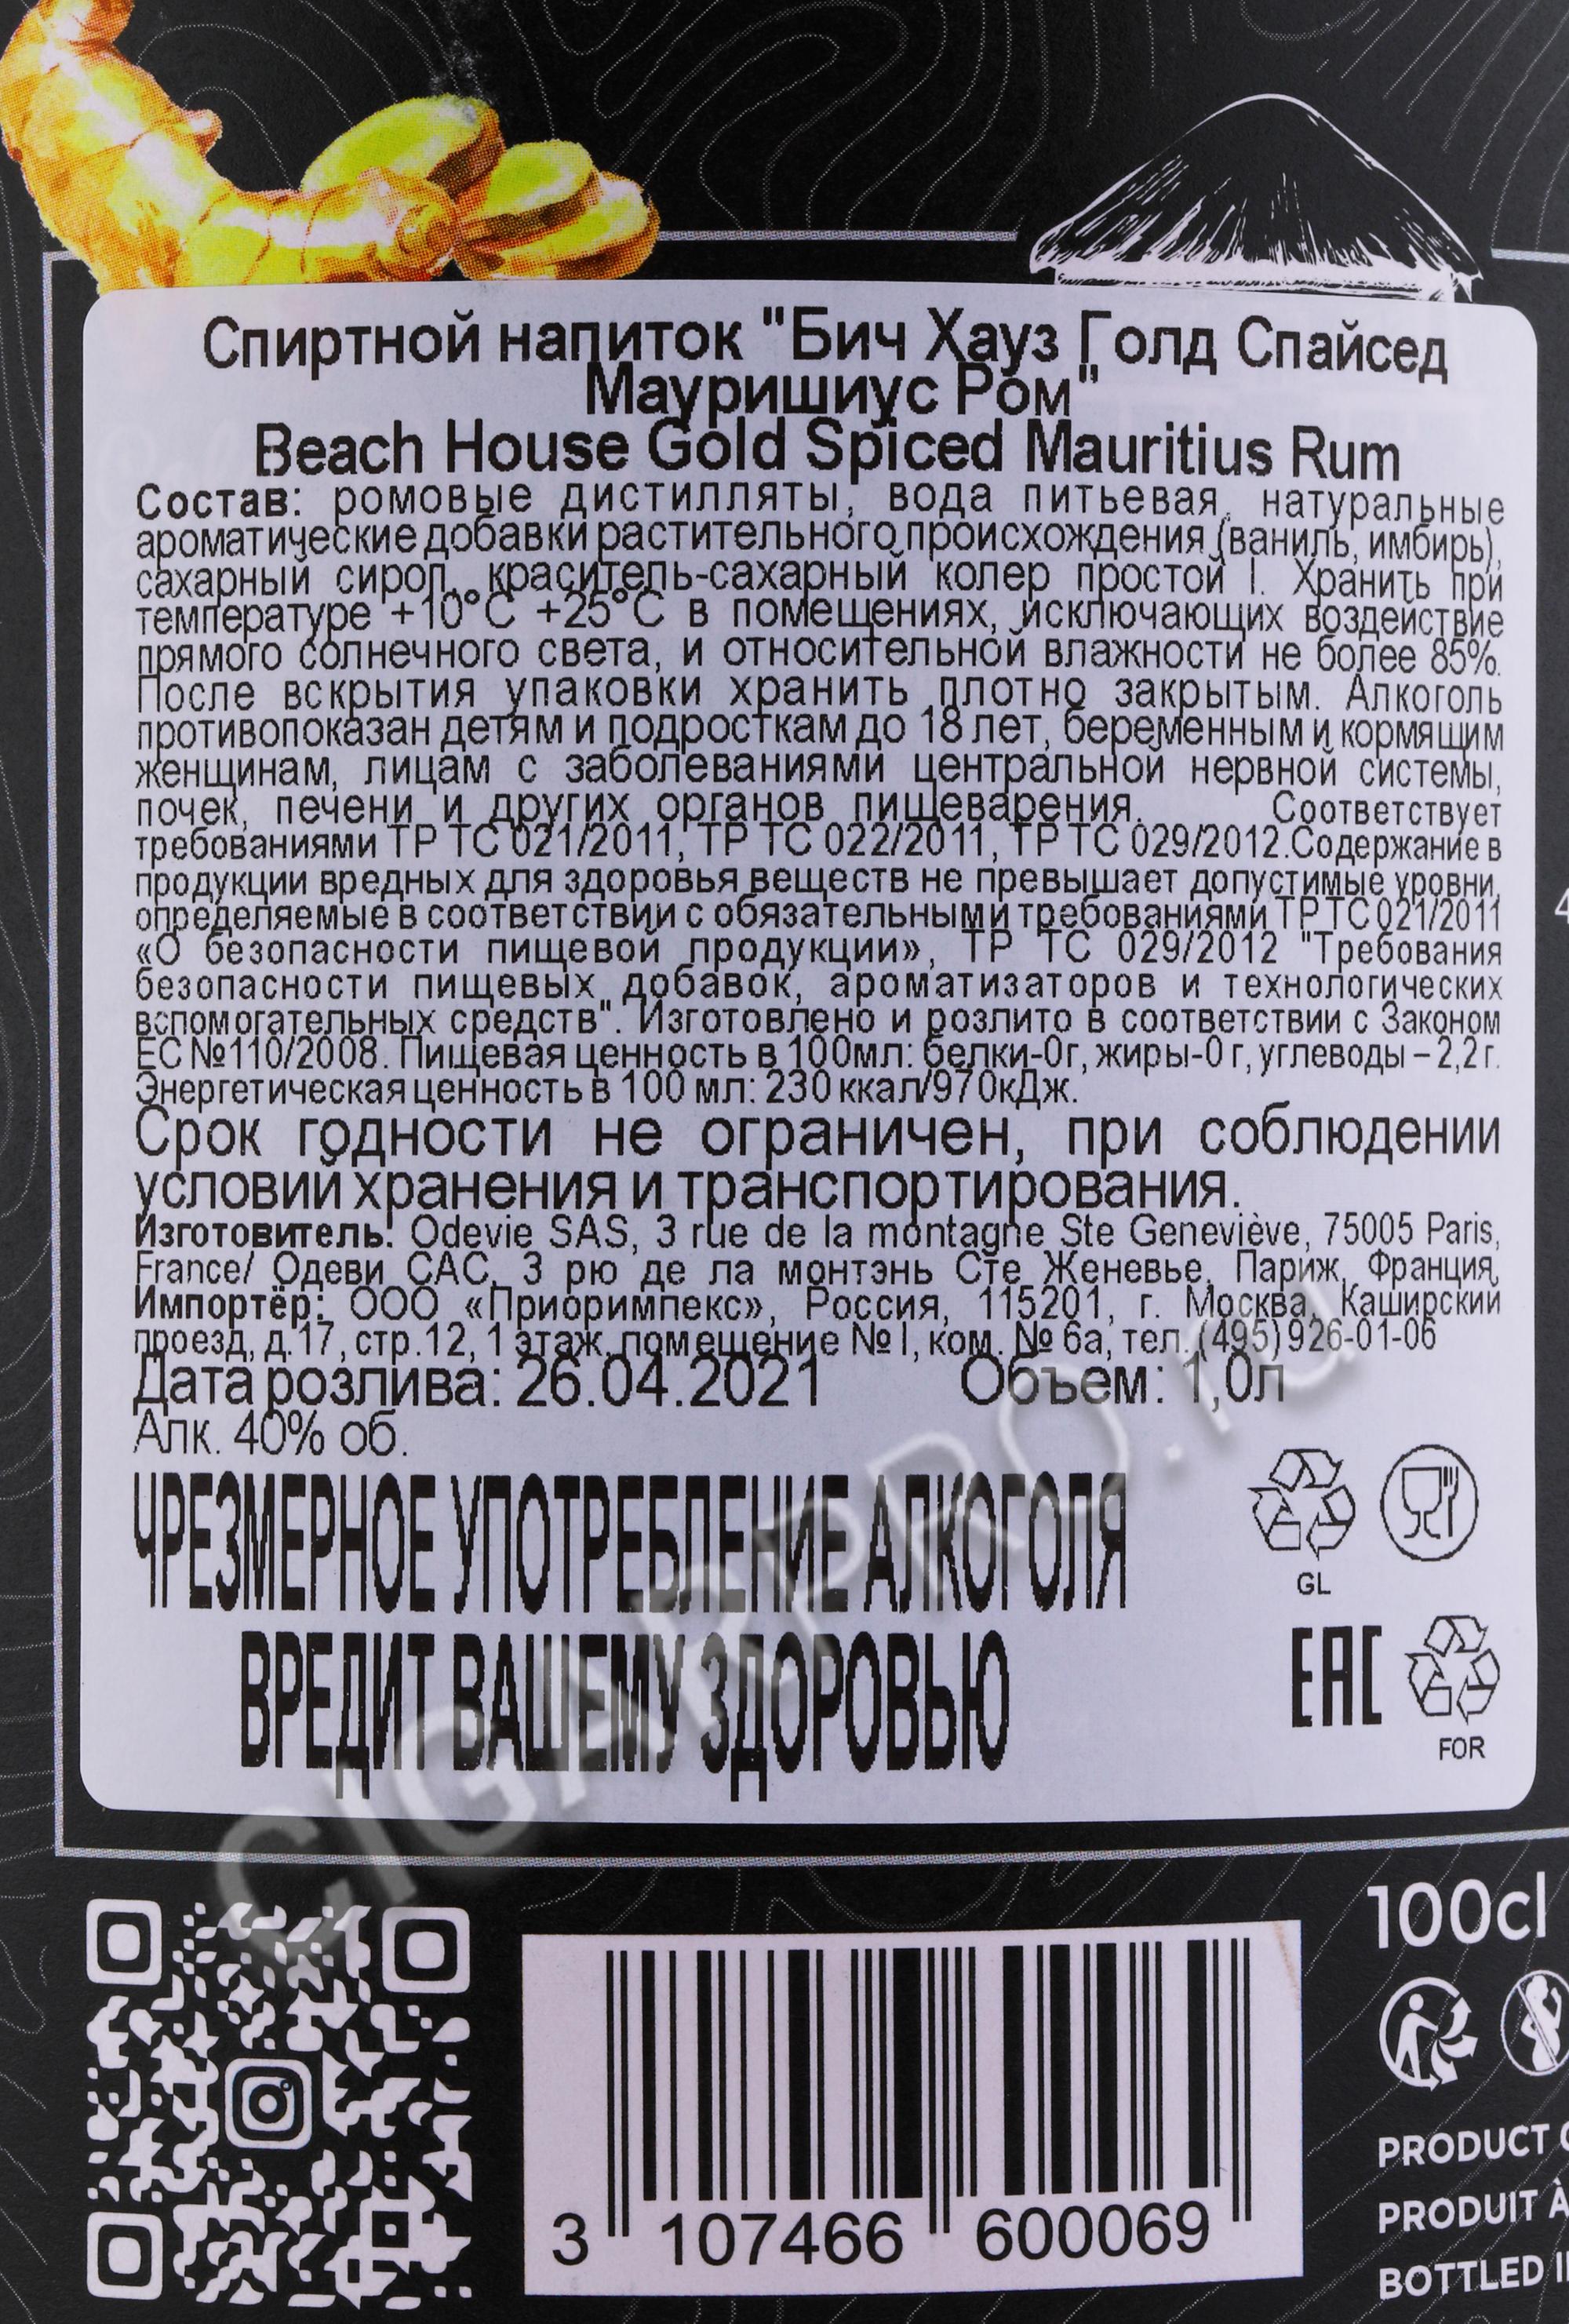 Спиртной напиток "Бич Хауз Голд Спайсед
Мауришиус Ром"
Beach House Gold Spiced Mauritius Rum
Состав: ромовые дистилляты, вода питьевая, натуральные
ароматические добавки растительного происхождения (ваниль, имбирь),
сахарный сироп, краситель-сахарный колер простой I. Хранить при
температуре +10°C +25°C в помещениях, исключающих воздействие
прямого солнечного света, и относительной влажности не более 85%.
После вскрытия упаковки хранить плотно закрытым. Алкоголь
противопоказан детям и подросткам до 18 лет, беременным и кормящим
женщинам, лицам с заболеваниями центральной нервной системы,
почек, печени и других органов пищеварения. Соответствует
требованиями ТР ТС 021/2011, ТР ТС 022/2011, ТР ТС 029/2012.Содержание в
продукции вредных для здоровья веществ не превышает допустимые уровни,
определяемые в соответствии с обязательными требованиями ТР ТС 021/2011
«О безопасности пищевой продукции», ТР ТС 029/2012 "Требования
безопасности пищевых добавок, ароматизаторов и технологических
вспомогательных средств". Изготовлено и розлито в соответствии с Законом
ЕС №110/2008. Пищевая ценность в 100мл: белки-0г, жиры-0 г, углеводы – 2,2 г.
Энергетическая ценность в 100 мл: 230 ккал/970кДж.
Срок годности не ограничен, при соблюдении
условий хранения и транспортирования.
Изготовитель: Odevie SAS, 3 rue de la montagne Ste Geneviève, 75005 Paris,
France/ Одеви САС, 3 рю де ла монтэнь Сте Женевье, Париж, Франция,
Импортёр: ООО «Приоримпекс», Россия, 115201, г. Москва, Каширский
проезд, д.17, стр.12, 1 этаж, помещение № I, ком. № 6а, тел. (495) 926-01-06
Дата розлива: 26.04.2021 Объем: 1,0л
Алк. 40% об.
ЧРЕЗМЕРНОЕ УПОТРЕБЛЕНИЕ АЛКОГОЛЯ
ВРЕДИТ ВАШЕМУ ЗДОРОВЬЮ
GL
EAC
FOR
CIGARPRO.ru
100cl
3 107466 600069
PRODUCT
PRODUIT À
BOTTLED